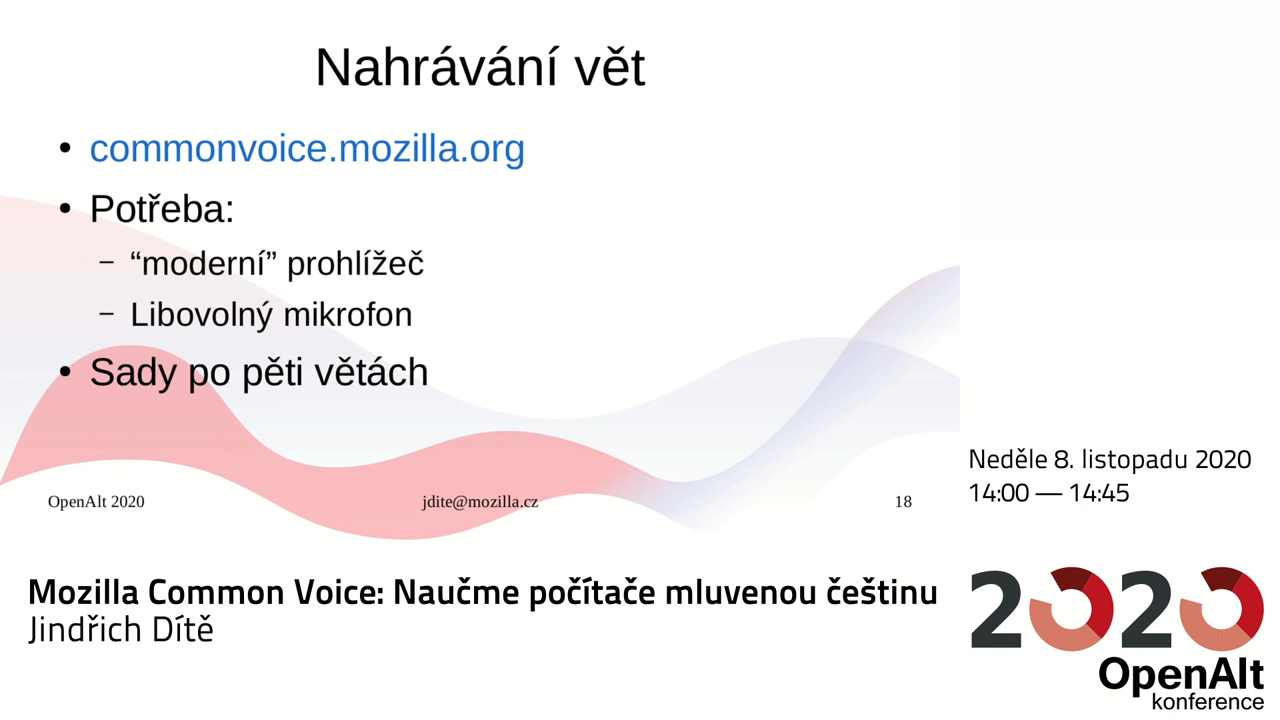 Nahrávání vět
• commonvoice.mozilla.org
• Potřeba:
– “moderní” prohlížeč
– Libovolný mikrofon
• Sady po pěti větách
OpenAlt 2020
jdite@mozilla.cz
18
Neděle 8. listopadu 2020
14:00 — 14:45
Mozilla Common Voice: Naučme počítače mluvenou češtinu
Jindřich Dítě
2020
OpenAlt
konference